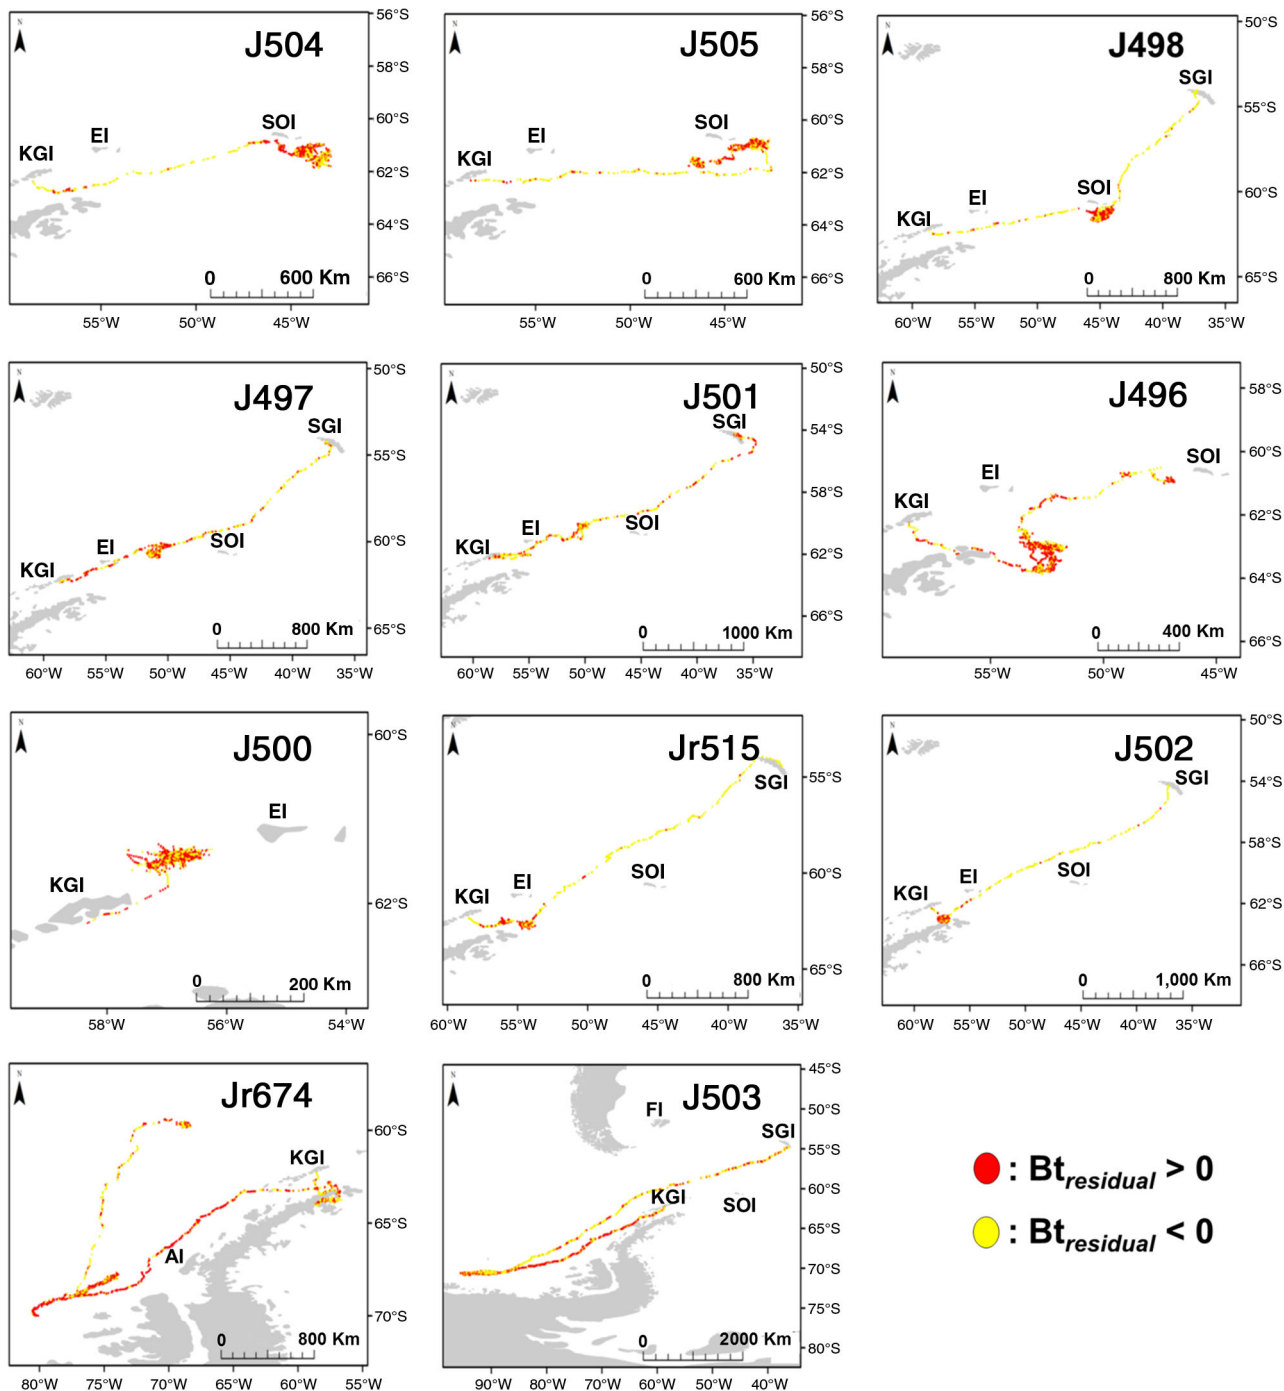 N
J504
56°S
58°S
60°S
62°S
64°S
66°S
EI
SOI
KGI
0 600 Km
55°W 50°W 45°W
N
J505
56°S
58°S
60°S
62°S
64°S
66°S
EI
SOI
KGI
0 600 Km
55°W 50°W 45°W
N
J498
50°S
55°S
60°S
65°S
SGI
SOI
EI
KGI
0 800 Km
60°W 55°W 50°W 45°W 40°W 35°W
N
J497
50°S
55°S
60°S
65°S
SGI
EI
SOI
KGI
0 800 Km
60°W 55°W 50°W 45°W 40°W 35°W
N
J501
50°S
54°S
58°S
62°S
66°S
SGI
EI
SOI
KGI
0 1000 Km
60°W 55°W 50°W 45°W 40°W 35°W
N
J496
58°S
60°S
62°S
64°S
66°S
SOI
EI
KGI
0 400 Km
55°W 50°W 45°W
N
J500
60°S
62°S
EI
KGI
0 200 Km
58°W 56°W 54°W
N
Jr515
55°S
60°S
65°S
SGI
SOI
EI
KGI
0 800 Km
60°W 55°W 50°W 45°W 40°W 35°W
N
J502
50°S
54°S
58°S
62°S
66°S
SGI
SOI
EI
KGI
0 1,000 Km
60°W 55°W 50°W 45°W 40°W 35°W
N
Jr674
60°S
65°S
70°S
KGI
AI
0 800 Km
80°W 75°W 70°W 65°W 60°W 55°W
N
J503
45°S
50°S
55°S
60°S
65°S
70°S
75°S
80°S
FI
SGI
KGI
SOI
0 2000 Km
90°W 80°W 70°W 60°W 50°W 40°W
: Btresidual > 0
: Btresidual < 0